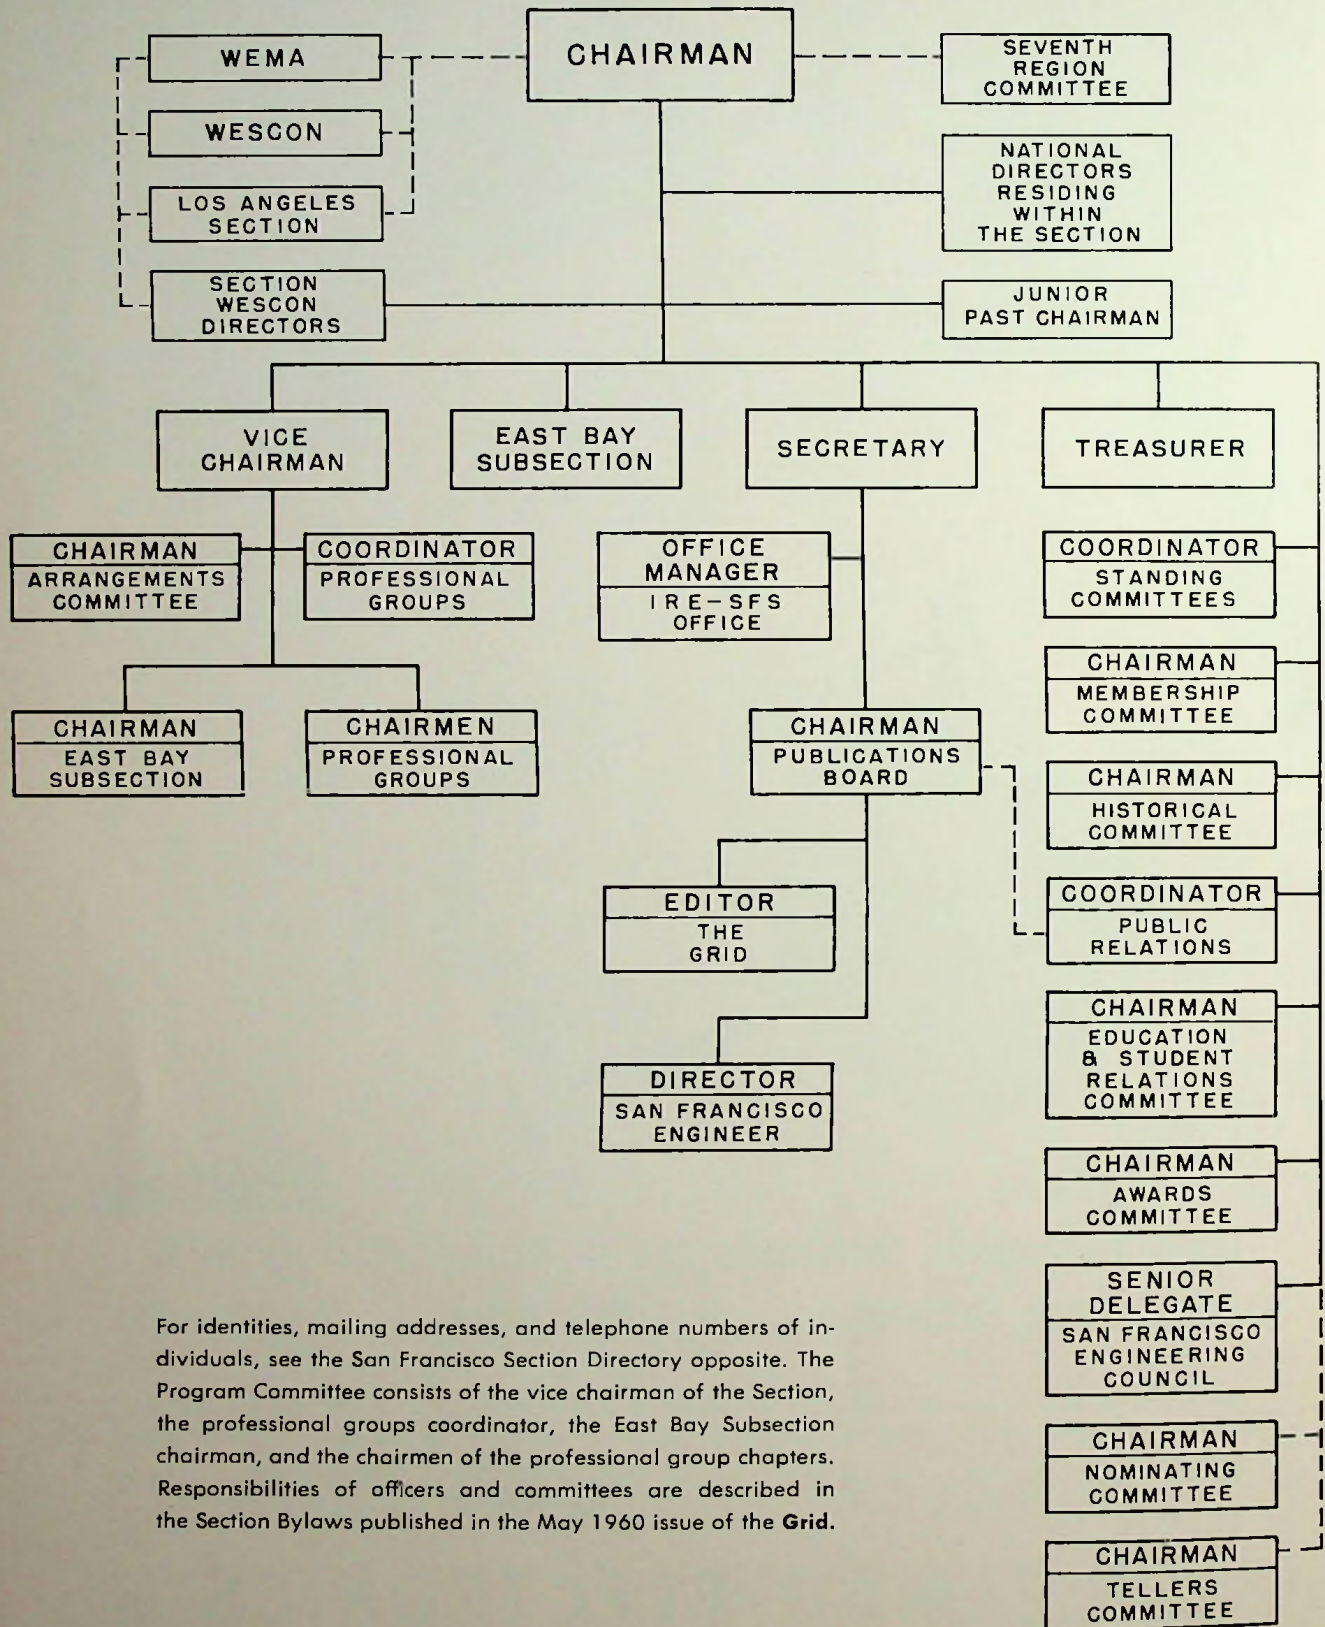 CHAIRMAN
WEMA
WESCON
LOS ANGELES
SECTION
SECTION
WESCON
DIRECTORS
SEVENTH
REGION
COMMITTEE
NATIONAL
DIRECTORS
RESIDING
WITHIN
THE SECTION
JUNIOR
PAST CHAIRMAN
VICE
CHAIRMAN
EAST BAY
SUBSECTION
SECRETARY
TREASURER
CHAIRMAN
ARRANGEMENTS
COMMITTEE
COORDINATOR
PROFESSIONAL
GROUPS
CHAIRMAN
EAST BAY
SUBSECTION
CHAIRMEN
PROFESSIONAL
GROUPS
OFFICE
MANAGER
IRE-SFS
OFFICE
CHAIRMAN
PUBLICATIONS
BOARD
EDITOR
THE
GRID
DIRECTOR
SAN FRANCISCO
ENGINEER
COORDINATOR
STANDING
COMMITTEES
CHAIRMAN
MEMBERSHIP
COMMITTEE
CHAIRMAN
HISTORICAL
COMMITTEE
COORDINATOR
PUBLIC
RELATIONS
CHAIRMAN
EDUCATION
& STUDENT
RELATIONS
COMMITTEE
CHAIRMAN
AWARDS
COMMITTEE
SENIOR
DELEGATE
SAN FRANCISCO
ENGINEERING
COUNCIL
CHAIRMAN
NOMINATING
COMMITTEE
CHAIRMAN
TELLERS
COMMITTEE
For identities, mailing addresses, and telephone numbers of in-
dividuals, see the San Francisco Section Directory opposite. The
Program Committee consists of the vice chairman of the Section,
the professional groups coordinator, the East Bay Subsection
chairman, and the chairmen of the professional group chapters.
Responsibilities of officers and committees are described in
the Section Bylaws published in the May 1960 issue of the Grid.